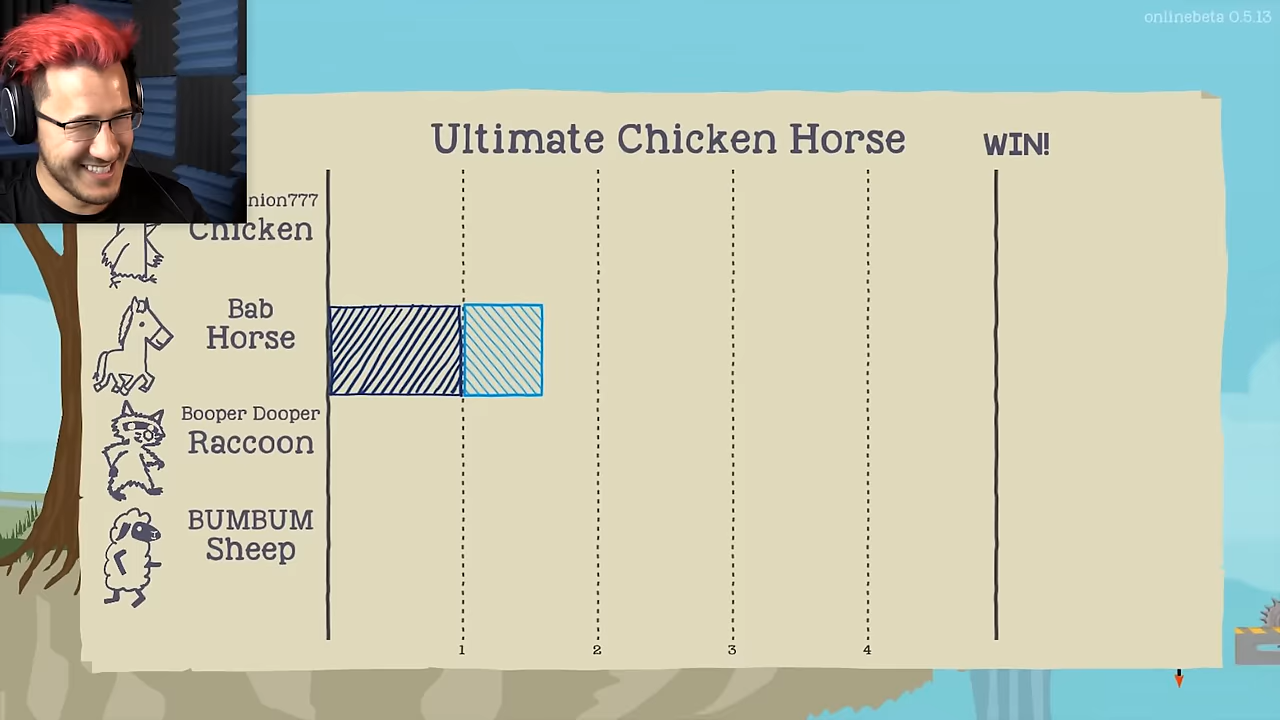 onlinebeta 0.5.13
Ultimate Chicken Horse
WIN!
Chicken
Bab
Horse
Booper Dooper
Raccoon
BUMBUM
Sheep
1 2 3 4